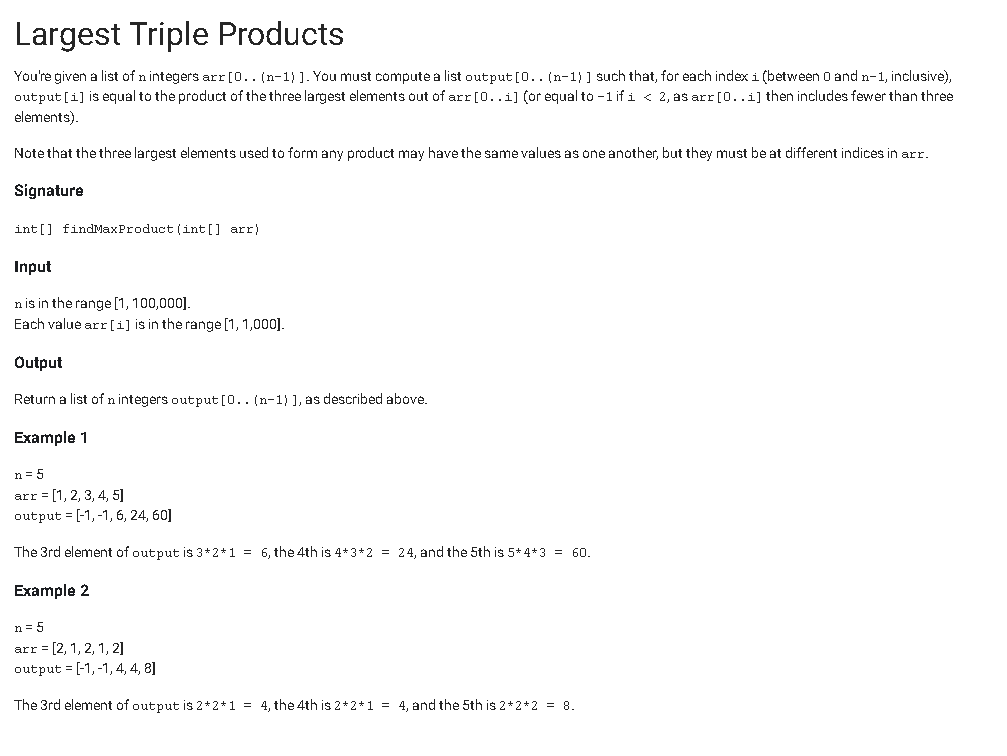 Largest Triple Products
You're given a list of n integers arr[0..(n-1)]. You must compute a list output[0..(n-1)] such that, for each index i (between 0 and n-1, inclusive),
output[i] is equal to the product of the three largest elements out of arr[0..i] (or equal to -1 if i < 2, as arr[0..i] then includes fewer than three
elements).
Note that the three largest elements used to form any product may have the same values as one another, but they must be at different indices in arr.
Signature
int[] findMaxProduct(int[] arr)
Input
n is in the range [1, 100,000].
Each value arr[i] is in the range [1, 1,000].
Output
Return a list of n integers output[0..(n-1)], as described above.
Example 1
n = 5
arr = [1, 2, 3, 4, 5]
output = [-1, -1, 6, 24, 60]
The 3rd element of output is 3*2*1 = 6, the 4th is 4*3*2 = 24, and the 5th is 5*4*3 = 60.
Example 2
n = 5
arr = [2, 1, 2, 1, 2]
output = [-1, -1, 4, 4, 8]
The 3rd element of output is 2*2*1 = 4, the 4th is 2*2*1 = 4, and the 5th is 2*2*2 = 8.